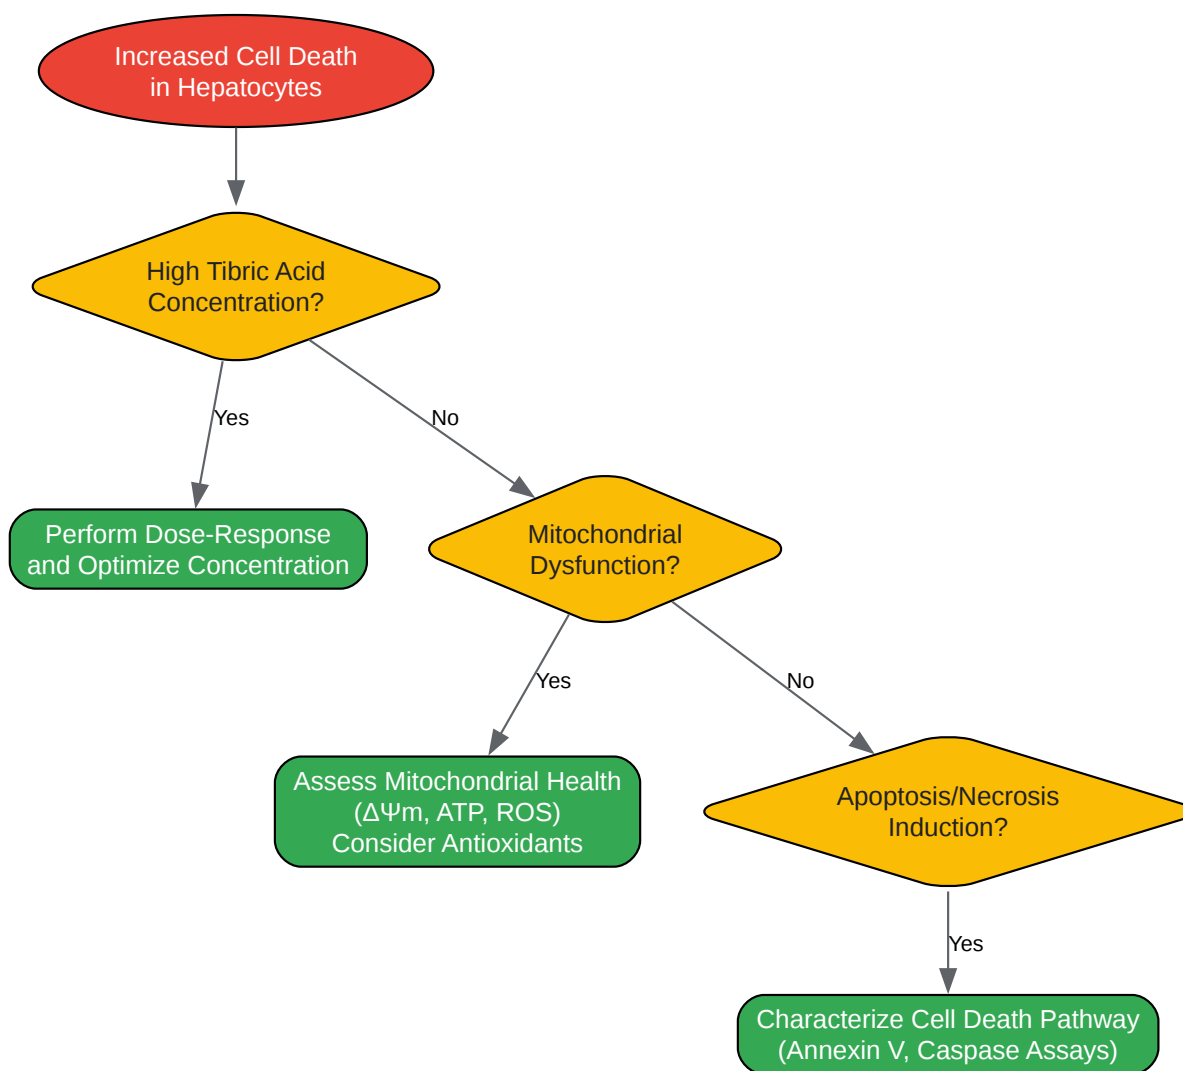 Increased Cell Death
in Hepatocytes
High Tibric Acid
Concentration?
Yes
No
Perform Dose-Response
and Optimize Concentration
Mitochondrial
Dysfunction?
Yes
No
Assess Mitochondrial Health
(ΔΨm, ATP, ROS)
Consider Antioxidants
Apoptosis/Necrosis
Induction?
Yes
Characterize Cell Death Pathway
(Annexin V, Caspase Assays)